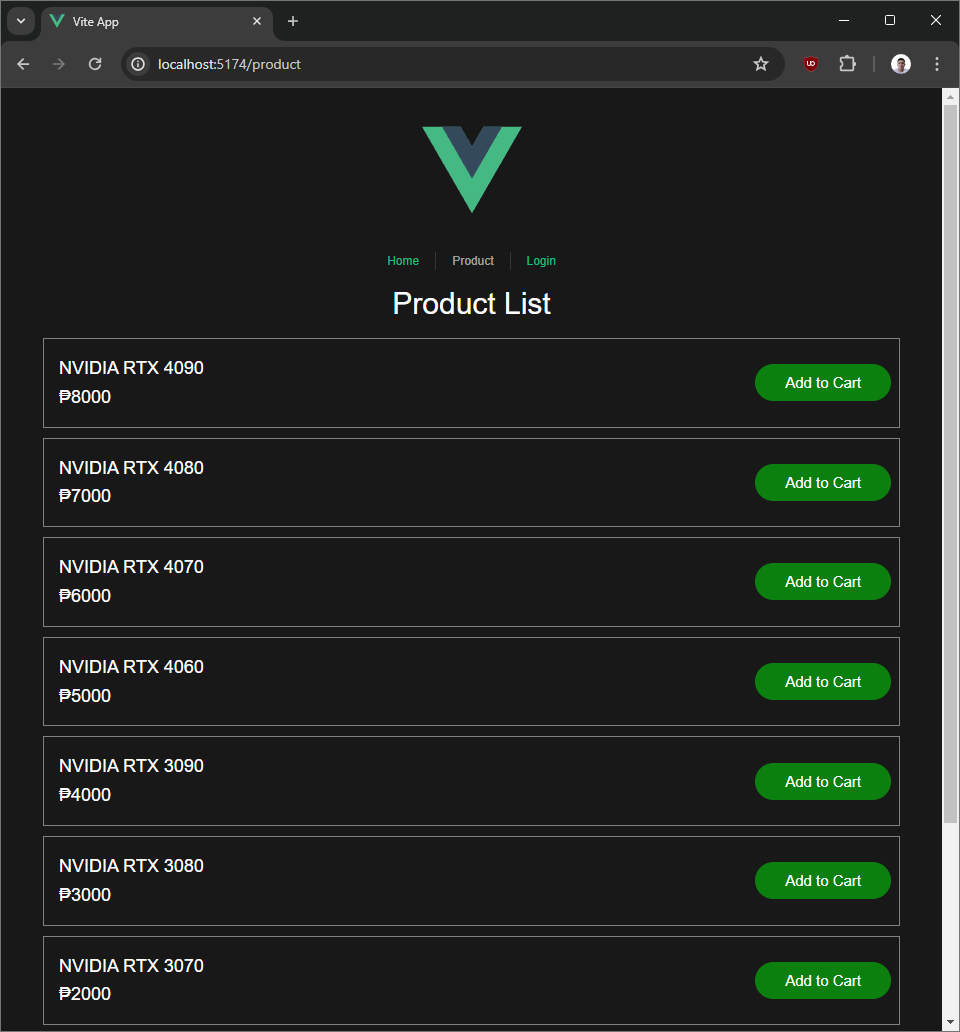 Vite App
localhost:5174/product
Home
Product
Login
Product List
NVIDIA RTX 4090
₱8000
Add to Cart
NVIDIA RTX 4080
₱7000
Add to Cart
NVIDIA RTX 4070
₱6000
Add to Cart
NVIDIA RTX 4060
₱5000
Add to Cart
NVIDIA RTX 3090
₱4000
Add to Cart
NVIDIA RTX 3080
₱3000
Add to Cart
NVIDIA RTX 3070
₱2000
Add to Cart